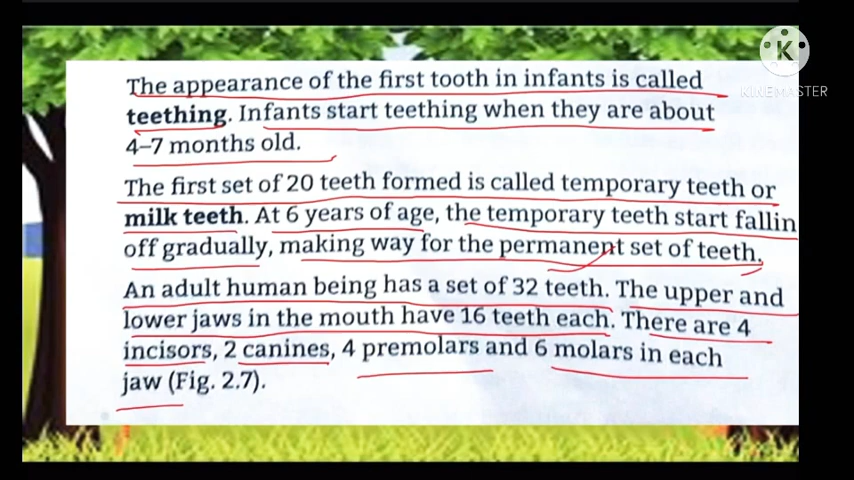 The appearance of the first tooth in infants is called
teething. Infants start teething when they are about
4–7 months old.
The first set of 20 teeth formed is called temporary teeth or
milk teeth. At 6 years of age, the temporary teeth start fallin
off gradually, making way for the permanent set of teeth.
An adult human being has a set of 32 teeth. The upper and
lower jaws in the mouth have 16 teeth each. There are 4
incisors, 2 canines, 4 premolars and 6 molars in each
jaw (Fig. 2.7).
K
KINEMASTER